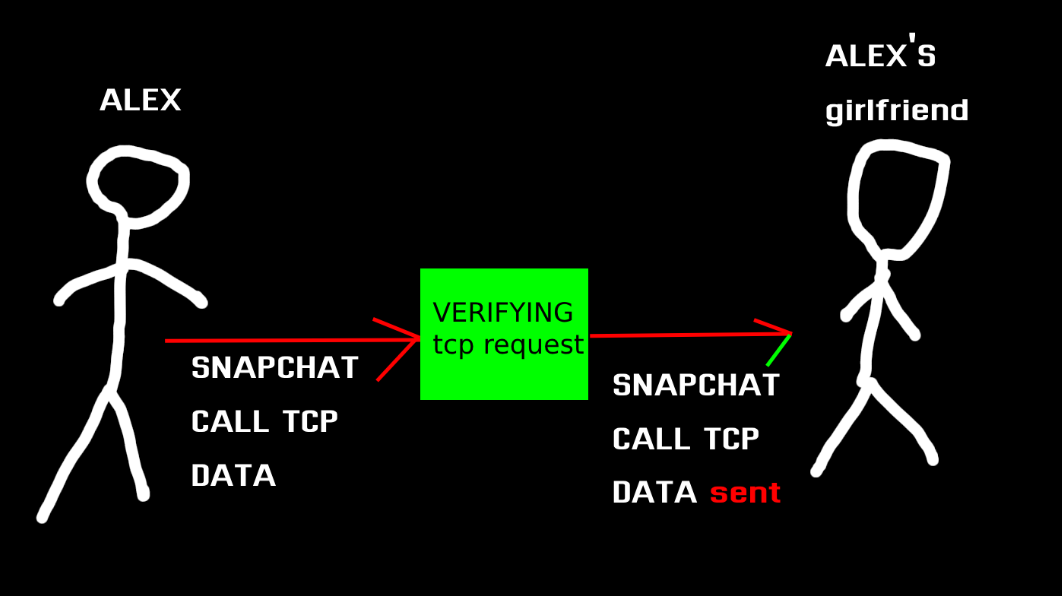 ALEX
ALEX'S
girlfriend
VERIFYING
tcp request
SNAPCHAT
CALL TCP
DATA
SNAPCHAT
CALL TCP
DATA sent